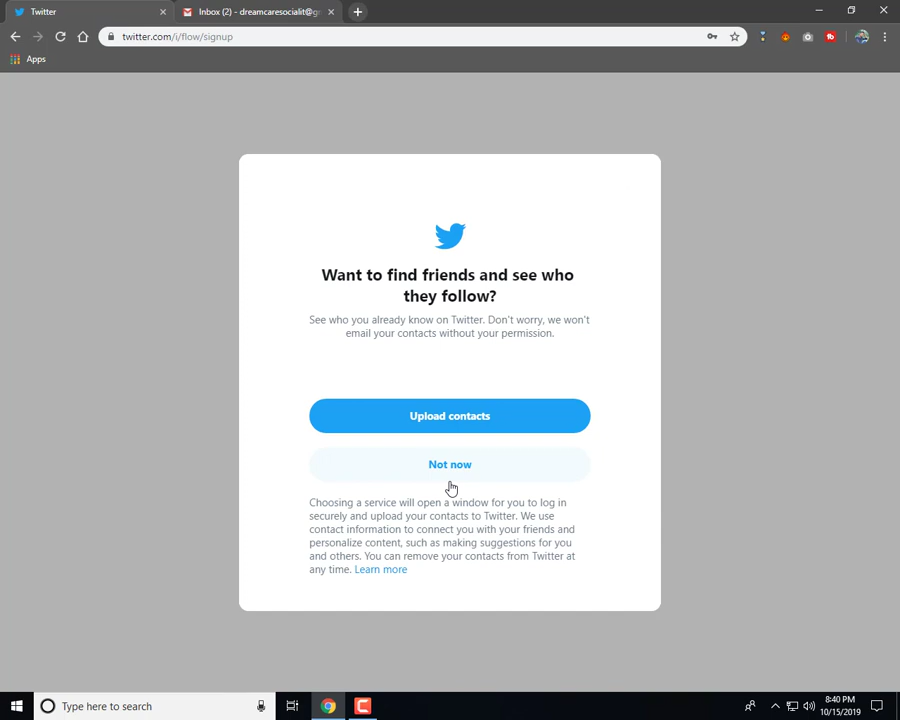 Twitter
Inbox (2) - dreamcaresocialit@g
twitter.com/i/flow/signup
Apps
Want to find friends and see who
they follow?
See who you already know on Twitter. Don't worry, we won't
email your contacts without your permission.
Upload contacts
Not now
Choosing a service will open a window for you to log in
securely and upload your contacts to Twitter. We use
contact information to connect you with your friends and
personalize content, such as making suggestions for you
and others. You can remove your contacts from Twitter at
any time. Learn more
Type here to search
8:40 PM
10/15/2019